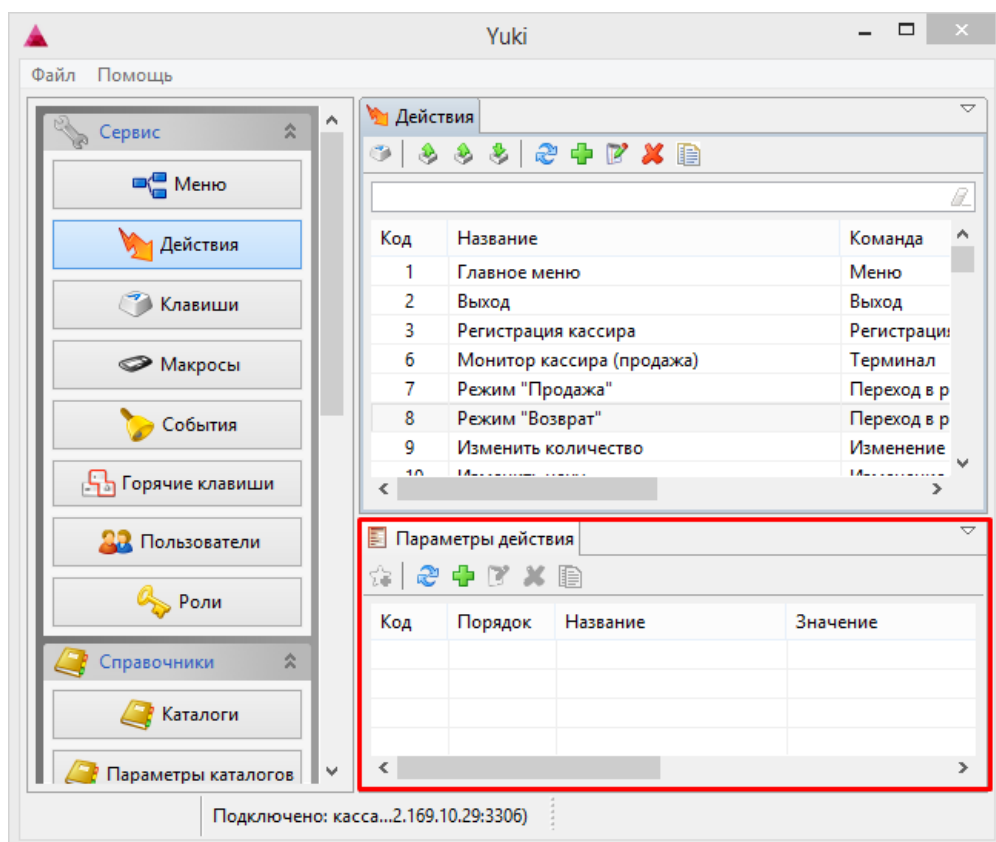 Yuki
Файл Помощь
Сервис
Меню
Действия
Клавиши
Макросы
События
Горячие клавиши
Пользователи
Роли
Справочники
Каталоги
Параметры каталогов
Действия
Код Название Команда
1 Главное меню Меню
2 Выход Выход
3 Регистрация кассира Регистрация
6 Монитор кассира (продажа) Терминал
7 Режим "Продажа" Переход в р
8 Режим "Возврат" Переход в р
9 Изменить количество Изменение
Параметры действия
Код Порядок Название Значение
Подключено: касса...2.169.10.29:3306)